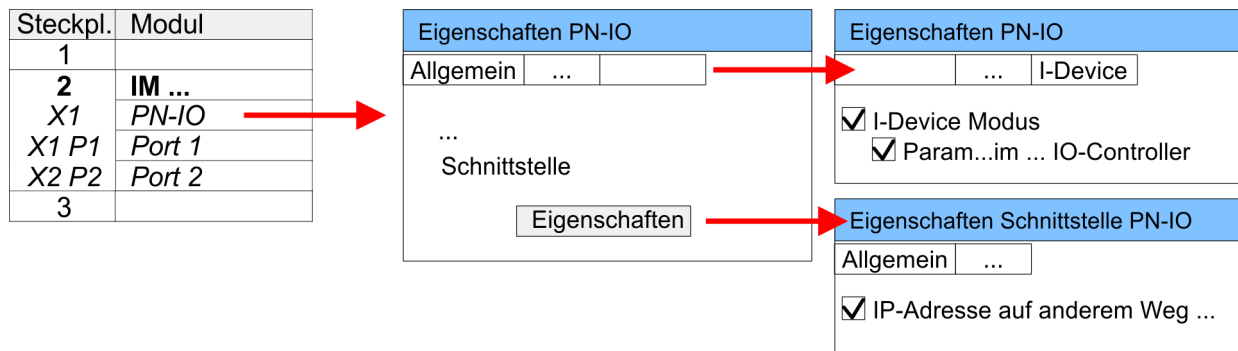 Steckpl. Modul
1
2 IM ...
X1 PN-IO
X1 P1 Port 1
X2 P2 Port 2
3
Eigenschaften PN-IO
Allgemein ...
...
Schnittstelle
Eigenschaften
Eigenschaften PN-IO
... I-Device
I-Device Modus
Param...im ... IO-Controller
Eigenschaften Schnittstelle PN-IO
Allgemein ...
IP-Adresse auf anderem Weg ...